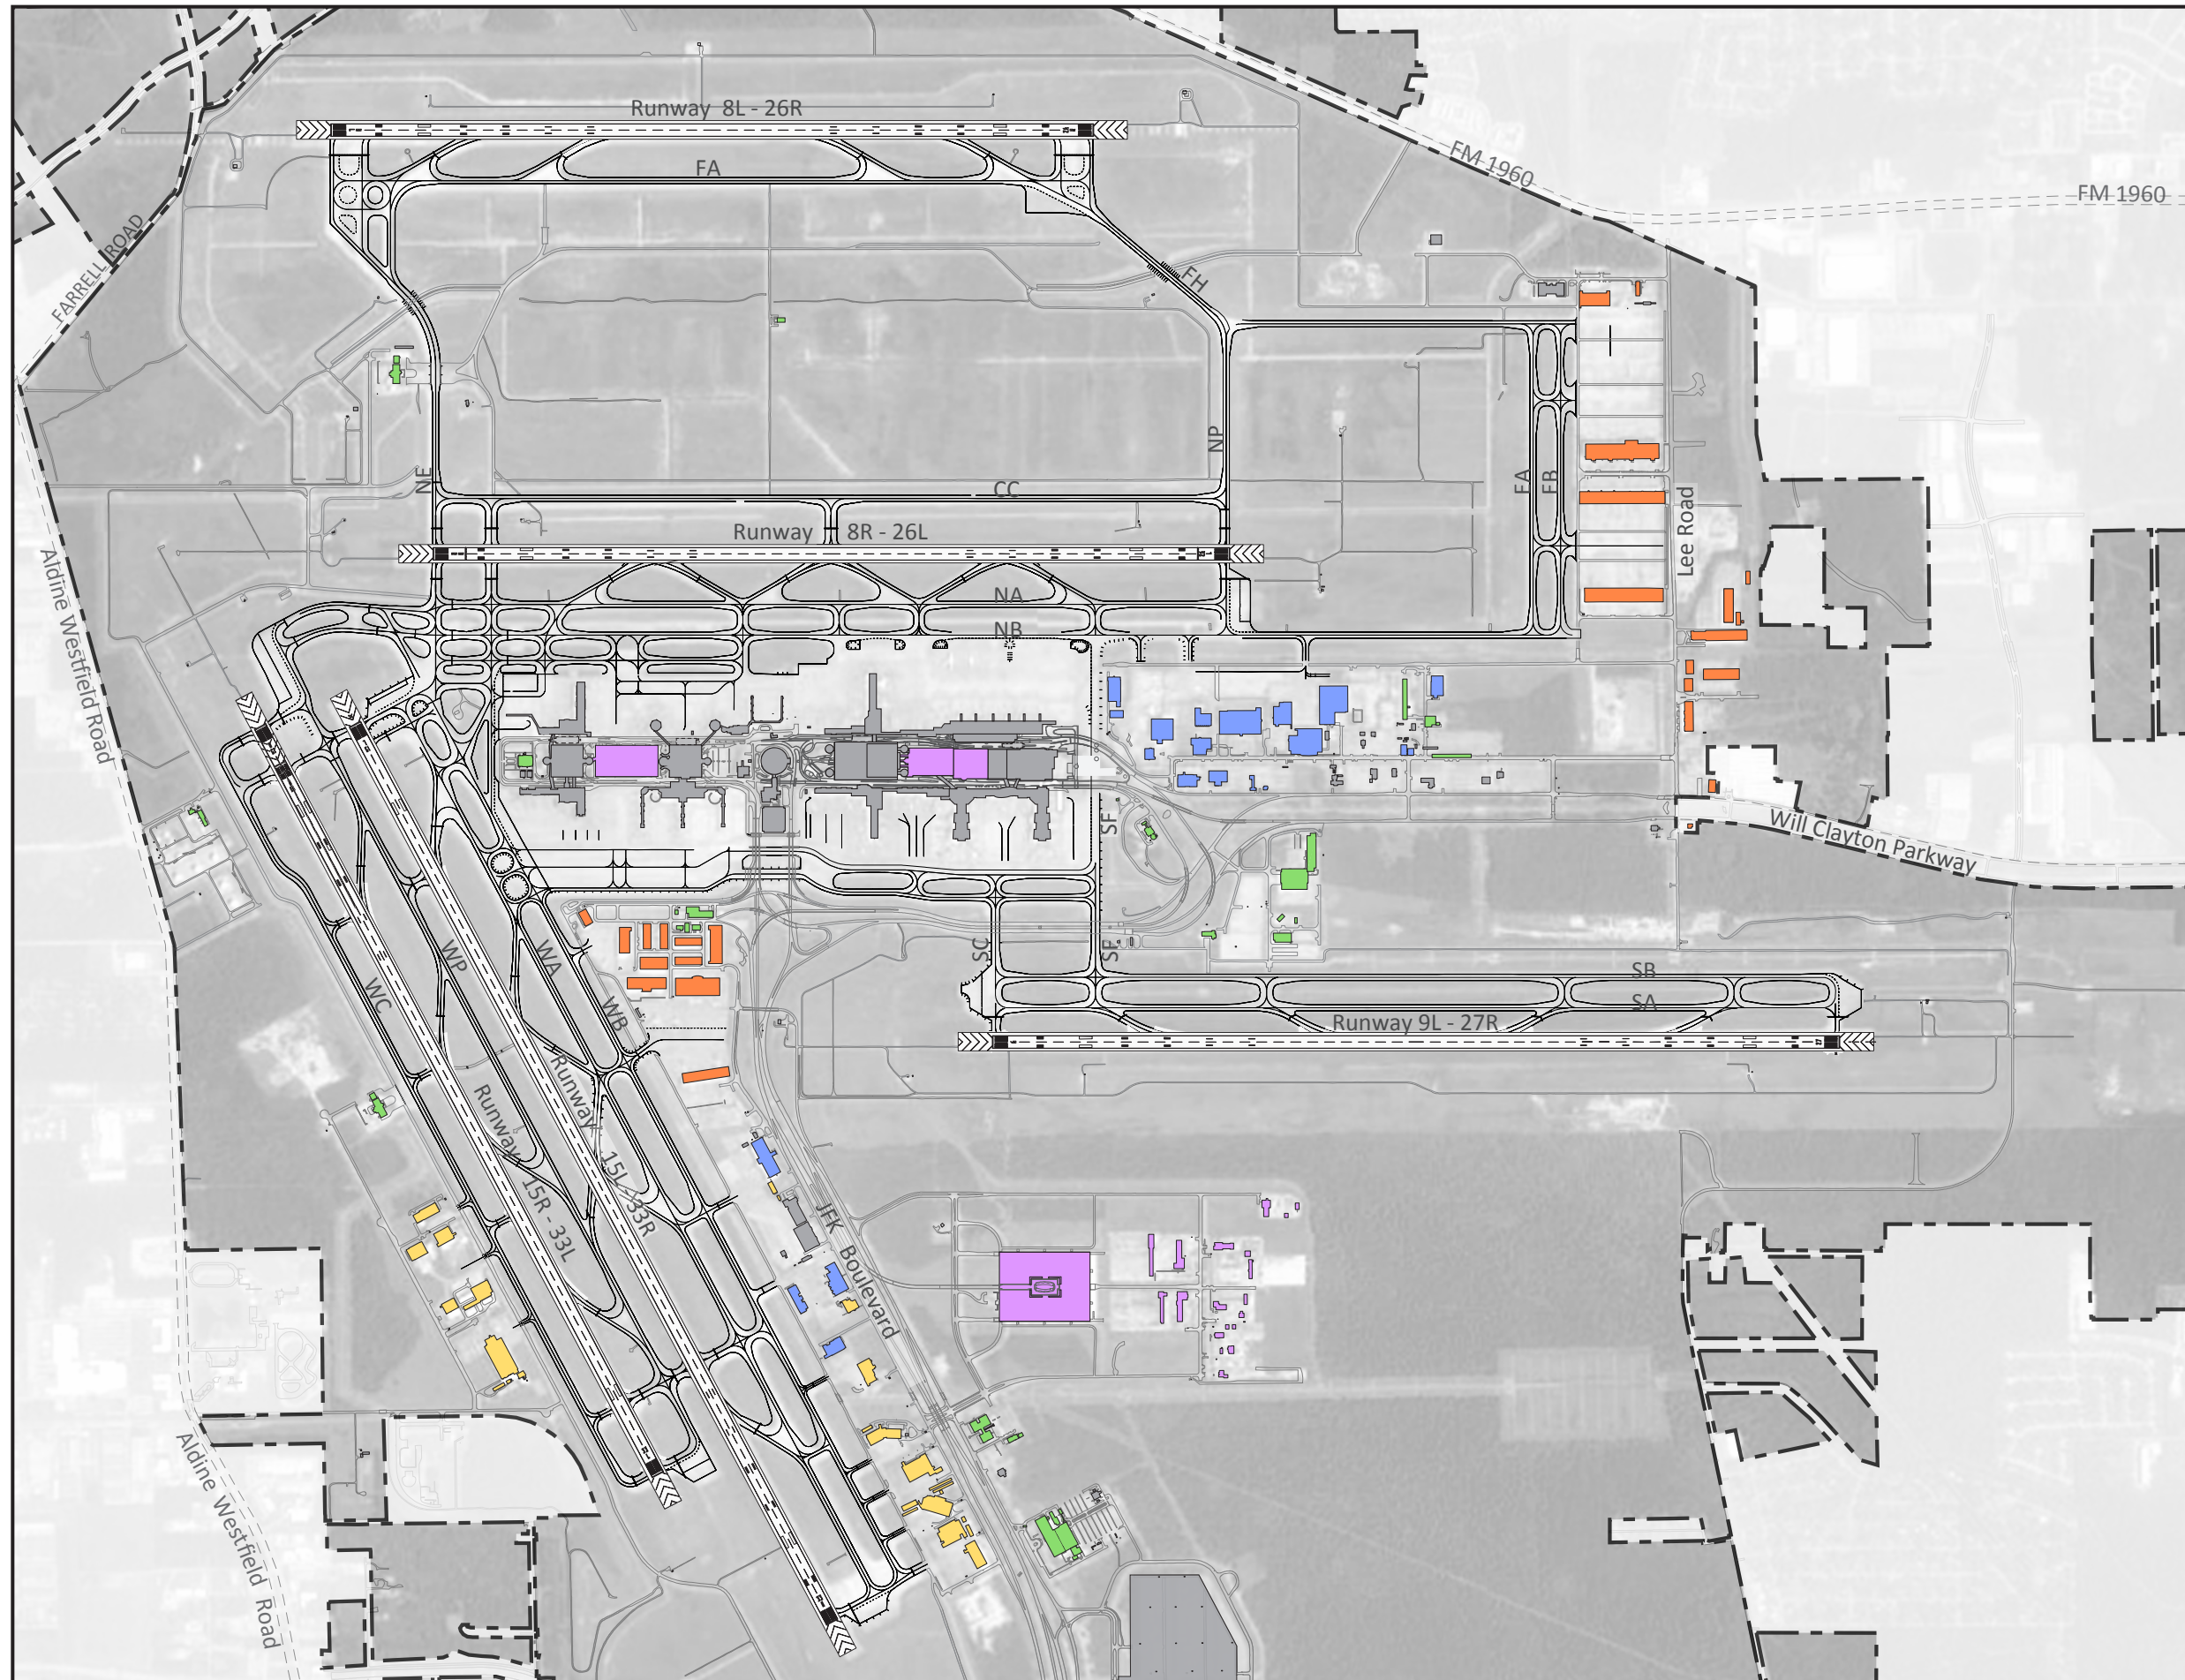 Runway 8L - 26R
FA
FM 1960
FM 1960
FARRELL ROAD
FH
NP
NE
CC
FA
FB
Lee Road
Runway 8R - 26L
NA
NB
Aldine Westfield Road
Will Clayton Parkway
SF
SC
SF
WP
WA
WC
WB
SB
SA
Runway 9L - 27R
Runway 15L - 33R
Runway 15R - 33L
JFK Boulevard
Aldine Westfield Road